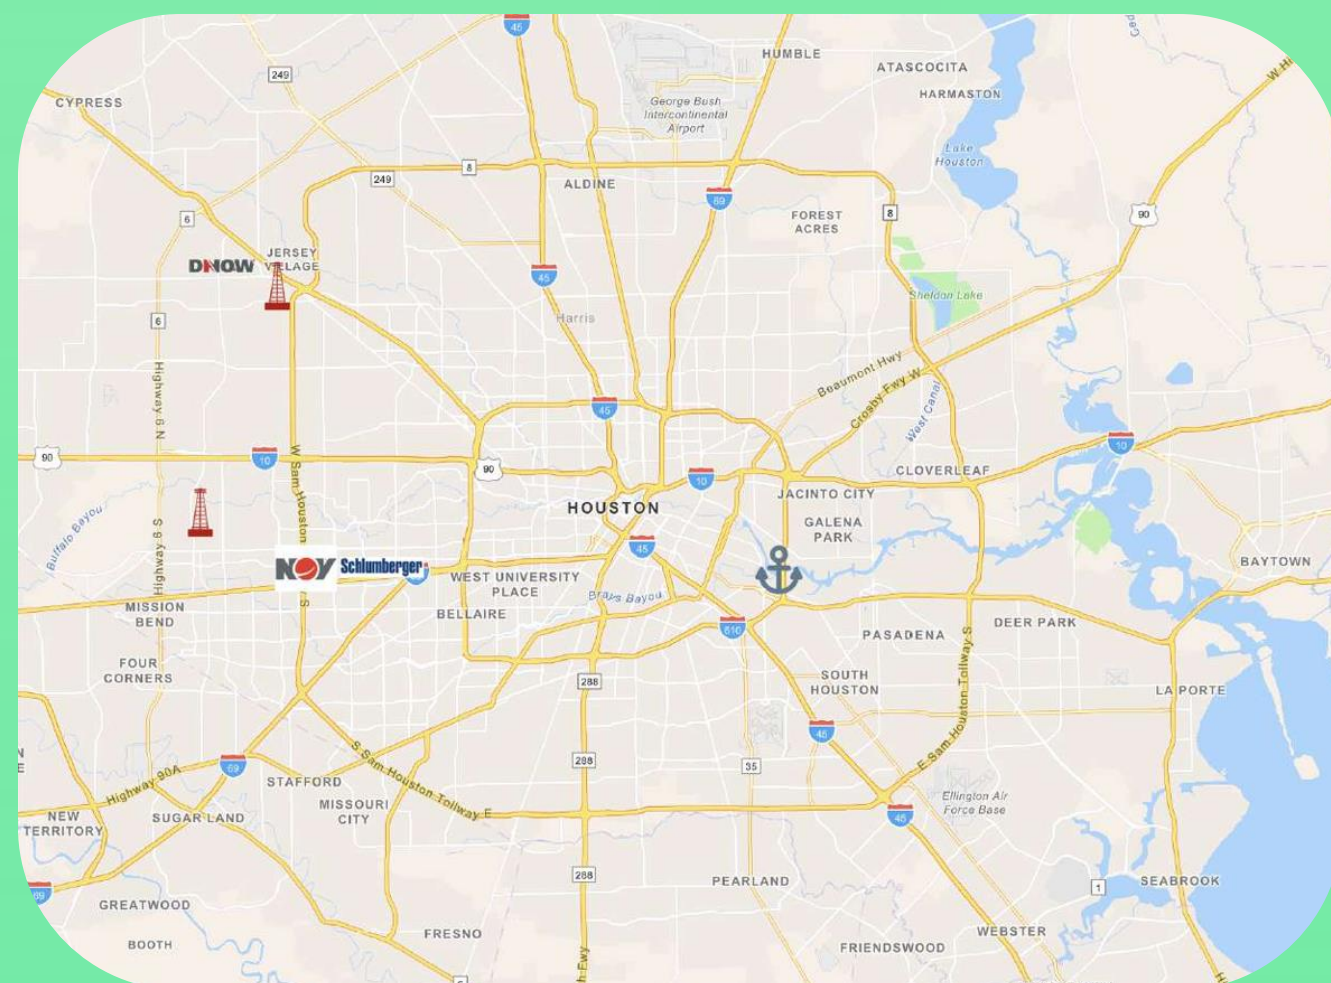 45
HUMBLE
ATASCOCITA
249
HARMASTON
CYPRESS
George Bush
Intercontinental
Airport
W Hi
Lake
Houston
8
249
ALDINE
69
FOREST
ACRES
8
90
6
JERSEY
VILLAGE
DNOW
45
Sheldon Lake
6
Harris
Beaumont Hwy
Crosby Fwy W
West Canal
Highway 6 N
45
90
10
W Sam Houston
90
10
10
CLOVERLEAF
JACINTO CITY
HOUSTON
GALENA
PARK
Buffalo Bayou
Highway 6 S
45
NOV
Schlumberger
S
WEST UNIVERSITY
PLACE
BAYTOWN
Brays Bayou
MISSION
BEND
BELLAIRE
610
PASADENA
DEER PARK
FOUR
CORNERS
288
SOUTH
HOUSTON
E Sam Houston Tollway S
LA PORTE
45
N
E
69
288
35
Highway 90A
STAFFORD
S Sam Houston Tollway E
MISSOURI
CITY
Ellington Air
Force Base
NEW
TERRITORY
SUGAR LAND
45
69
288
PEARLAND
1
SEABROOK
GREATWOOD
FRESNO
WEBSTER
BOOTH
FRIENDSWOOD
h Fwy